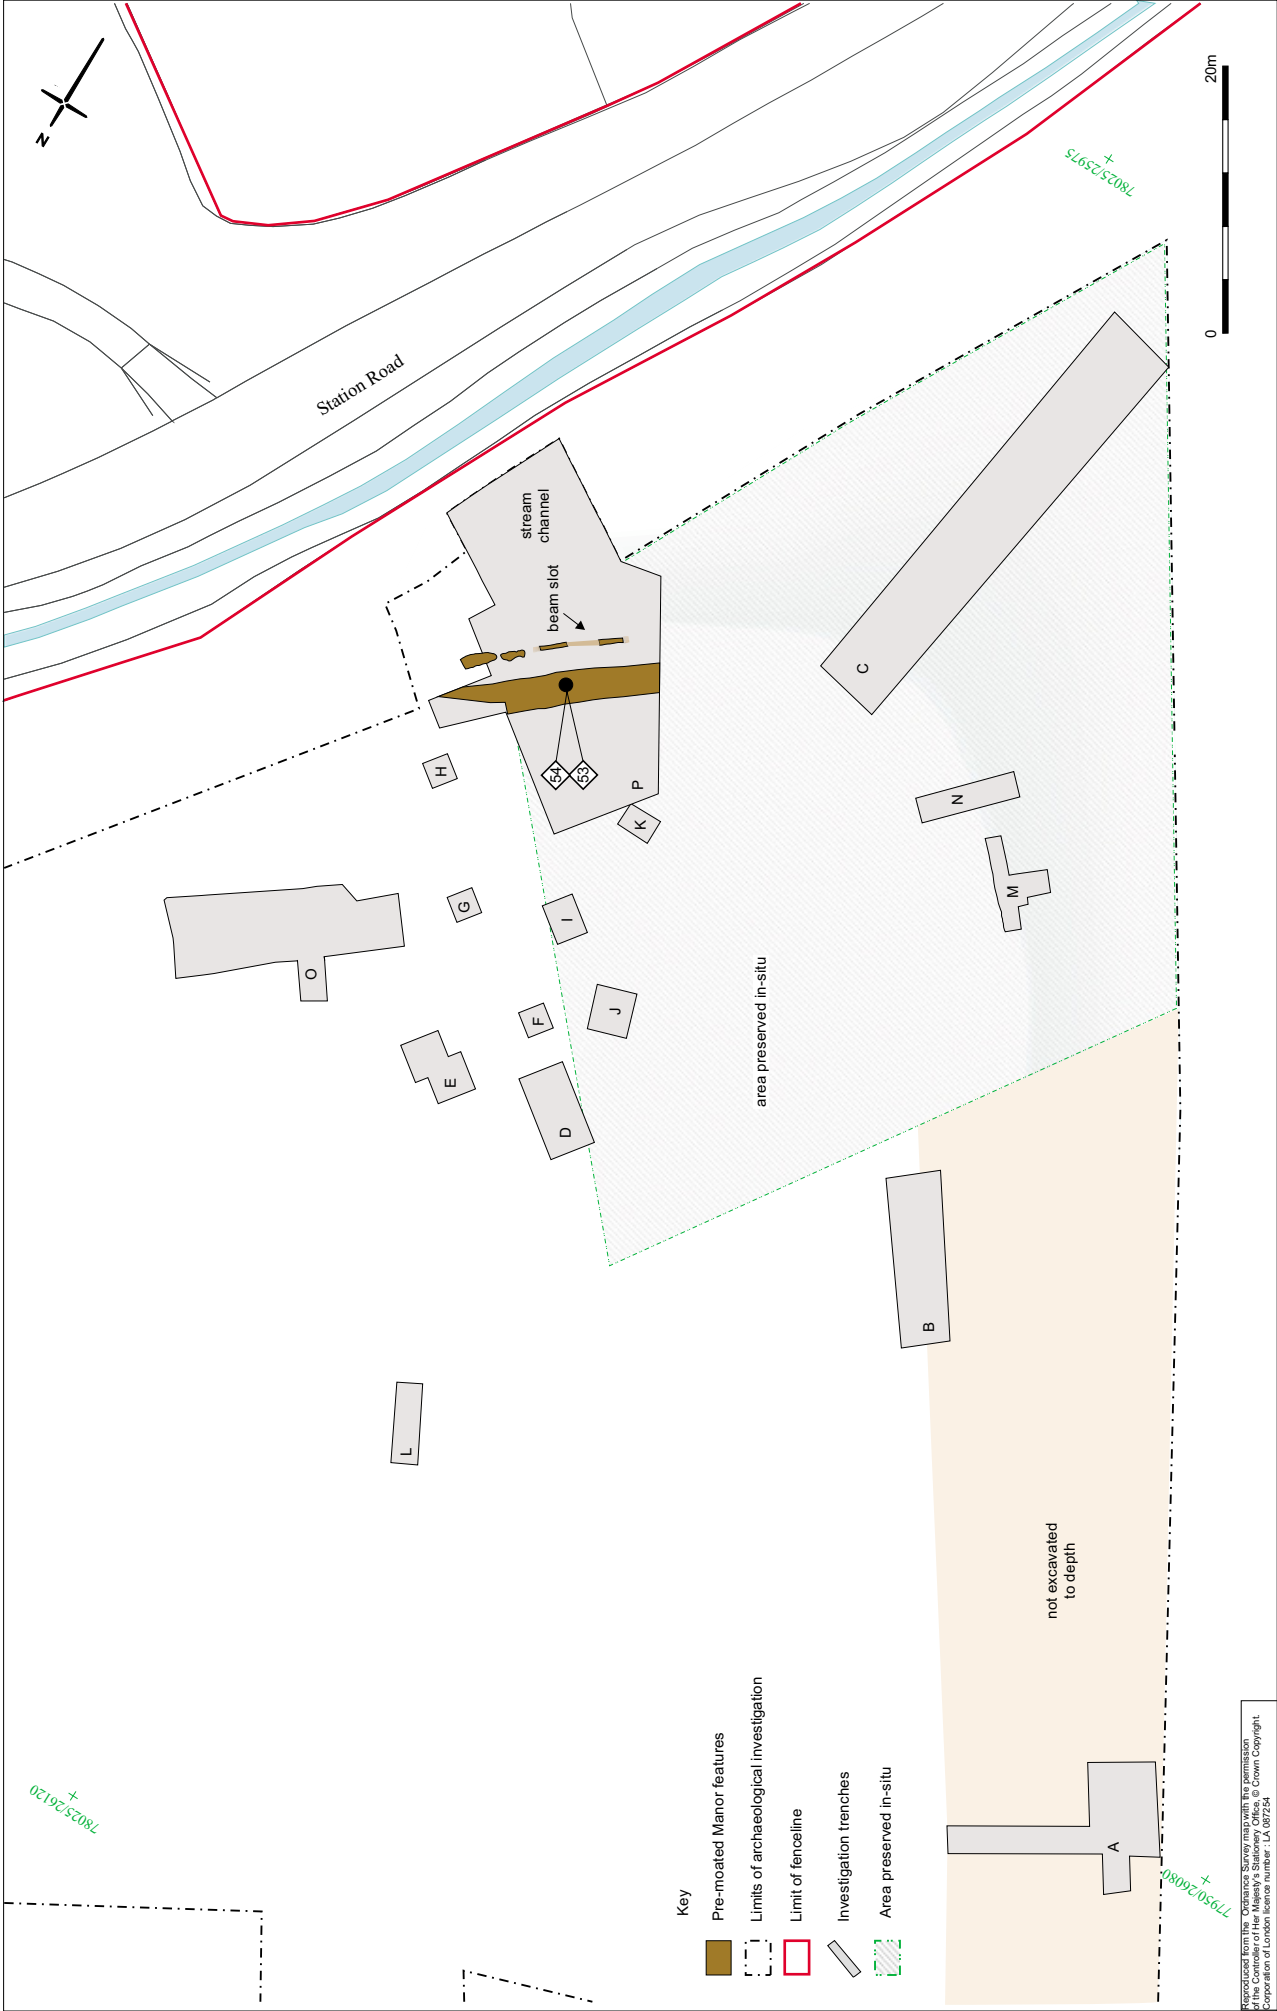 N
Station Road
20m
0
78025/25975
stream
channel
beam slot
54
53
P
C
H
K
N
G
I
O
M
F
J
E
D
area preserved in-situ
B
L
not excavated
to depth
A
78025/26120
77950/26080
Key
Pre-moated Manor features
Limits of archaeological investigation
Limit of fenceline
Investigation trenches
Area preserved in-situ
Reproduced from the Ordnance Survey map with the permission
of the Controller of Her Majesty's Stationery Office, © Crown Copyright.
Corporation of London licence number : LA 087254